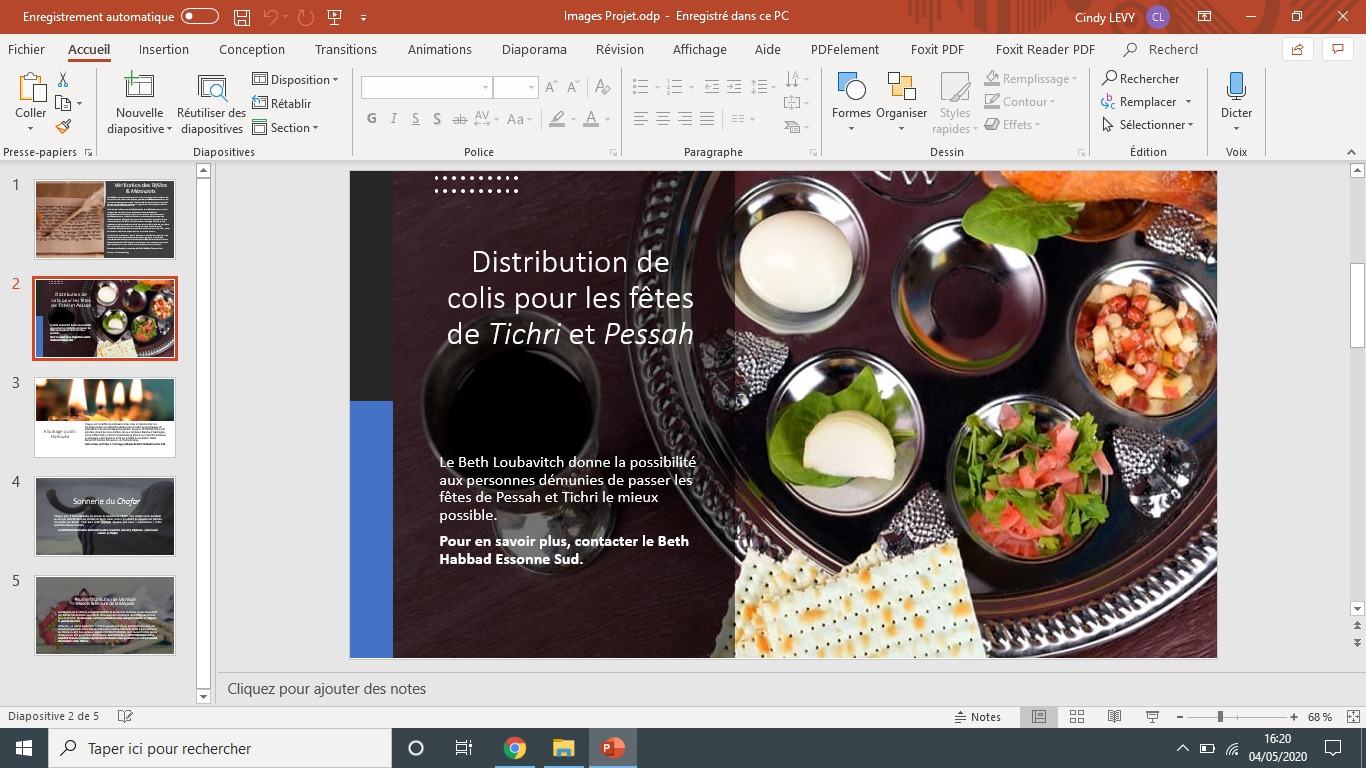 Enregistrement automatique
Images Projet.odp - Enregistré dans ce PC
Cindy LEVY CL
Fichier Accueil Insertion Conception Transitions Animations Diaporama Révision Affichage Aide PDFelement Foxit PDF Foxit Reader PDF Recherch
Coller
Nouvelle diapositive
Réutiliser des diapositives
Disposition
Rétablir
Section
G I S S ab AV Aa A
Formes
Organiser
Styles rapides
Remplissage
Contour
Effets
Rechercher
Remplacer
Sélectionner
Dicter
Presse-papiers Diapositives Police Paragraphe Dessin Édition Voix
1
Vérification des Téfilines
& Mézouzots
2
Distribution de
colis pour les fêtes
de Tichri et Pessah
3
Allumage public
Hanouka
4
Sonnerie du Chofar
5
Distribution de
colis pour les fêtes
de Tichri et Pessah
Le Beth Loubavitch donne la possibilité
aux personnes démunies de passer les
fêtes de Pessah et Tichri le mieux
possible.
Pour en savoir plus, contacter le Beth
Habbad Essonne Sud.
Cliquez pour ajouter des notes
Diapositive 2 de 5
Notes
68 %
Taper ici pour rechercher
16:20
04/05/2020